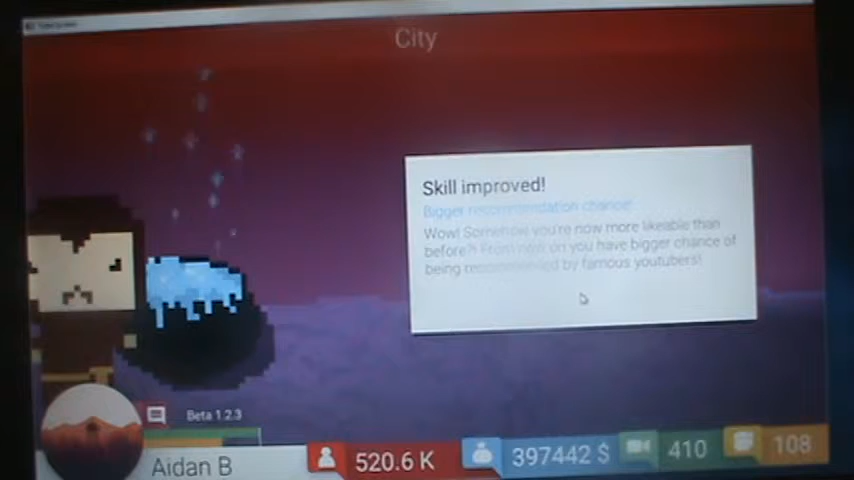 City
Skill improved!
Bigger recommendation chance!
Wow! Somehow you're now more likeable than
before?! From now on you have bigger chance of
being recommended by famous youtubers!
Beta 1.2.3
Aidan B
520.6 K
397442 $
410
108